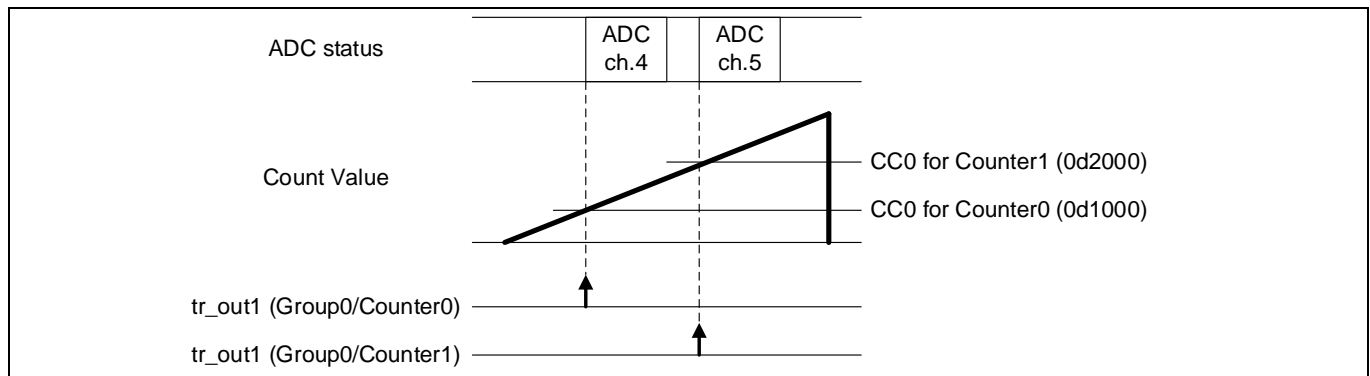 ADC status
ADC
ch.4
ADC
ch.5
Count Value
CC0 for Counter1 (0d2000)
CC0 for Counter0 (0d1000)
tr_out1 (Group0/Counter0)
tr_out1 (Group0/Counter1)